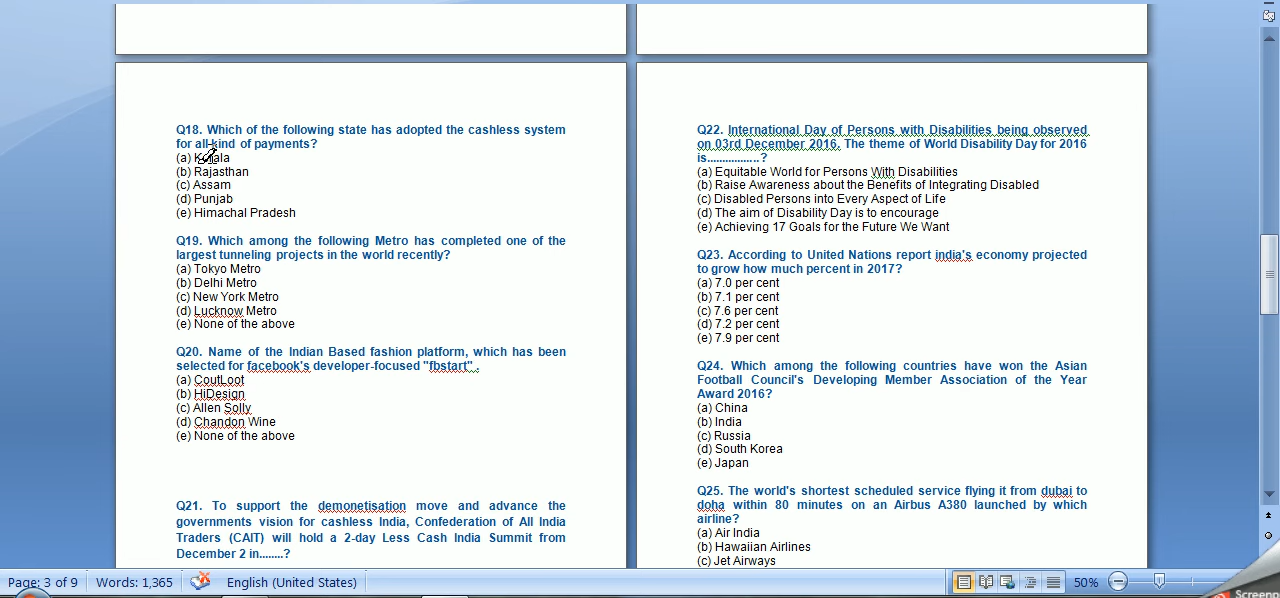 Q18. Which of the following state has adopted the cashless system
for all kind of payments?
(a) Kerala
(b) Rajasthan
(c) Assam
(d) Punjab
(e) Himachal Pradesh
Q19. Which among the following Metro has completed one of the
largest tunneling projects in the world recently?
(a) Tokyo Metro
(b) Delhi Metro
(c) New York Metro
(d) Lucknow Metro
(e) None of the above
Q20. Name of the Indian Based fashion platform, which has been
selected for facebook's developer-focused "fbstart" .
(a) CoutLoot
(b) HiDesign
(c) Allen Solly
(d) Chandon Wine
(e) None of the above
Q21. To support the demonetisation move and advance the
governments vision for cashless India, Confederation of All India
Traders (CAIT) will hold a 2-day Less Cash India Summit from
December 2 in........?
Q22. International Day of Persons with Disabilities being observed
on 03rd December 2016. The theme of World Disability Day for 2016
is................?
(a) Equitable World for Persons With Disabilities
(b) Raise Awareness about the Benefits of Integrating Disabled
(c) Disabled Persons into Every Aspect of Life
(d) The aim of Disability Day is to encourage
(e) Achieving 17 Goals for the Future We Want
Q23. According to United Nations report india's economy projected
to grow how much percent in 2017?
(a) 7.0 per cent
(b) 7.1 per cent
(c) 7.6 per cent
(d) 7.2 per cent
(e) 7.9 per cent
Q24. Which among the following countries have won the Asian
Football Council's Developing Member Association of the Year
Award 2016?
(a) China
(b) India
(c) Russia
(d) South Korea
(e) Japan
Q25. The world's shortest scheduled service flying it from dubai to
doha within 80 minutes on an Airbus A380 launched by which
airline?
(a) Air India
(b) Hawaiian Airlines
(c) Jet Airways
Page: 3 of 9 Words: 1,365 English (United States) 50%